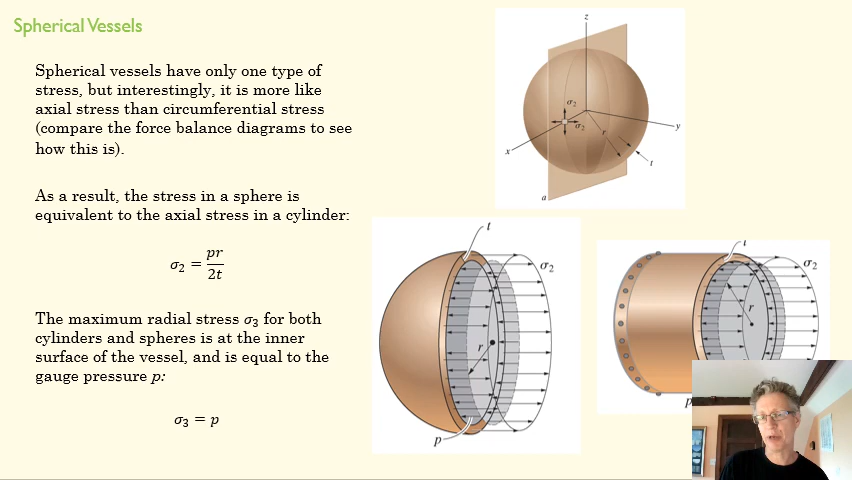 Spherical Vessels
Spherical vessels have only one type of
stress, but interestingly, it is more like
axial stress than circumferential stress
(compare the force balance diagrams to see
how this is).
As a result, the stress in a sphere is
equivalent to the axial stress in a cylinder:
σ₂ = pr/2t
The maximum radial stress σ₃ for both
cylinders and spheres is at the inner
surface of the vessel, and is equal to the
gauge pressure p:
σ₃ = p
z
σ₂
σ₂
r
y
x
t
a
t
σ₂
r
p
t
σ₂
r
p